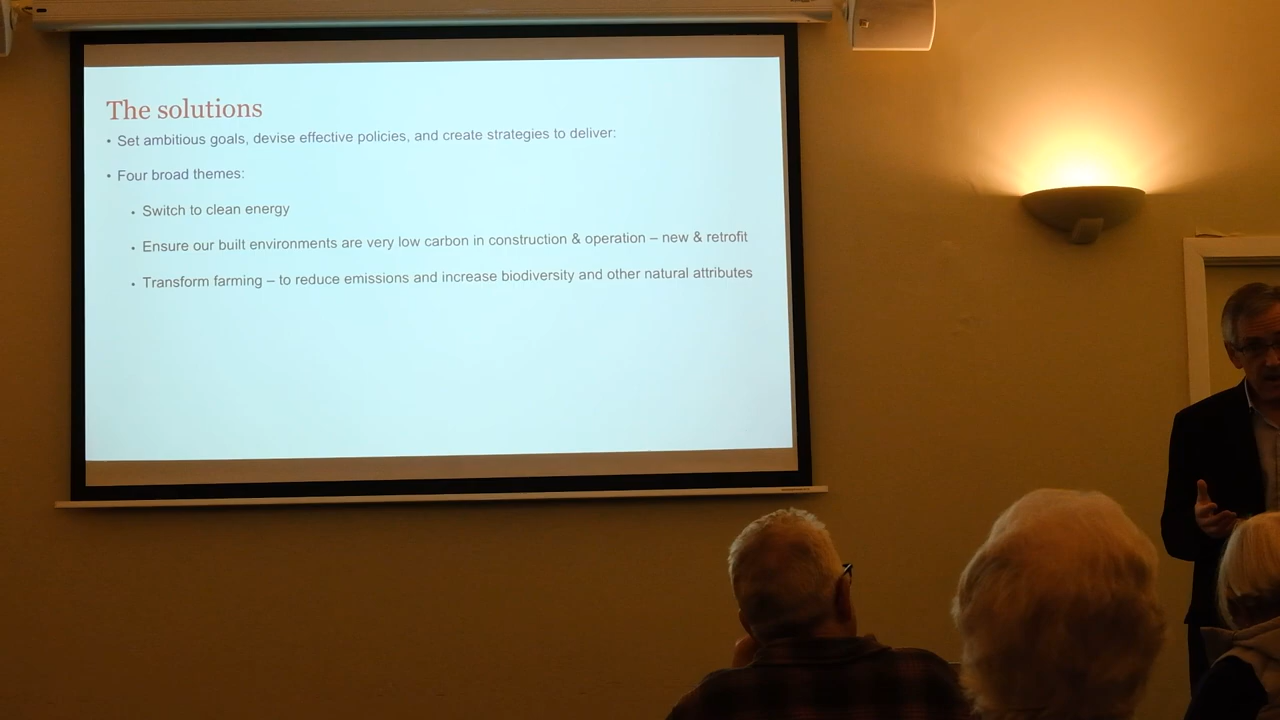 The solutions
• Set ambitious goals, devise effective policies, and create strategies to deliver:
• Four broad themes:
• Switch to clean energy
• Ensure our built environments are very low carbon in construction & operation – new & retrofit
• Transform farming – to reduce emissions and increase biodiversity and other natural attributes